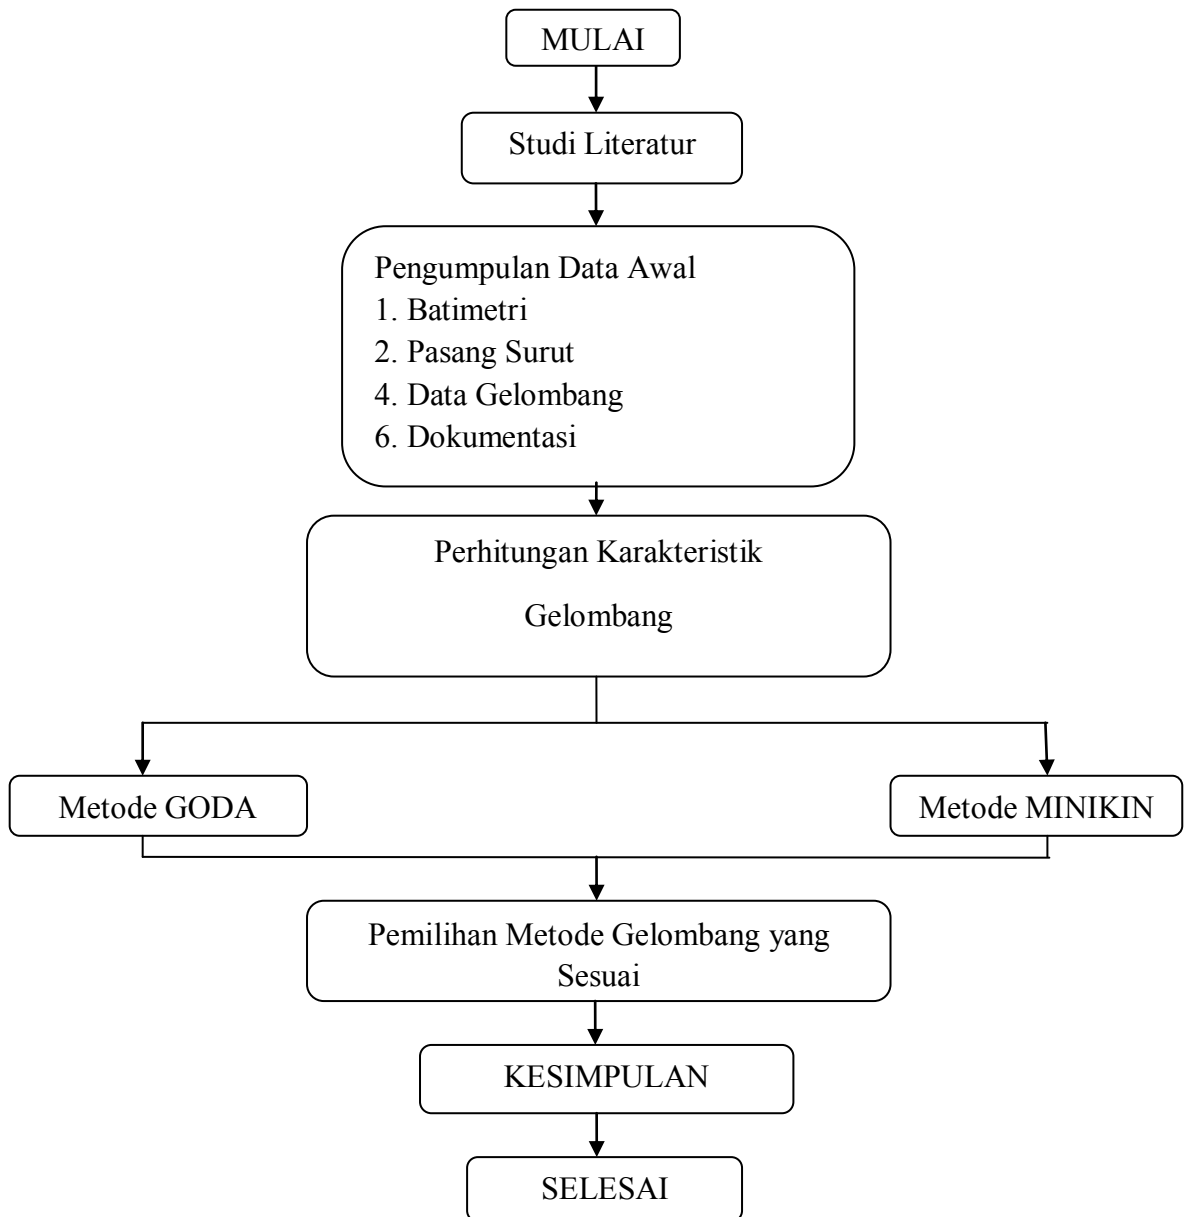 MULAI
Studi Literatur
Pengumpulan Data Awal
1. Batimetri
2. Pasang Surut
4. Data Gelombang
6. Dokumentasi
Perhitungan Karakteristik
Gelombang
Metode GODA
Metode MINIKIN
Pemilihan Metode Gelombang yang
Sesuai
KESIMPULAN
SELESAI